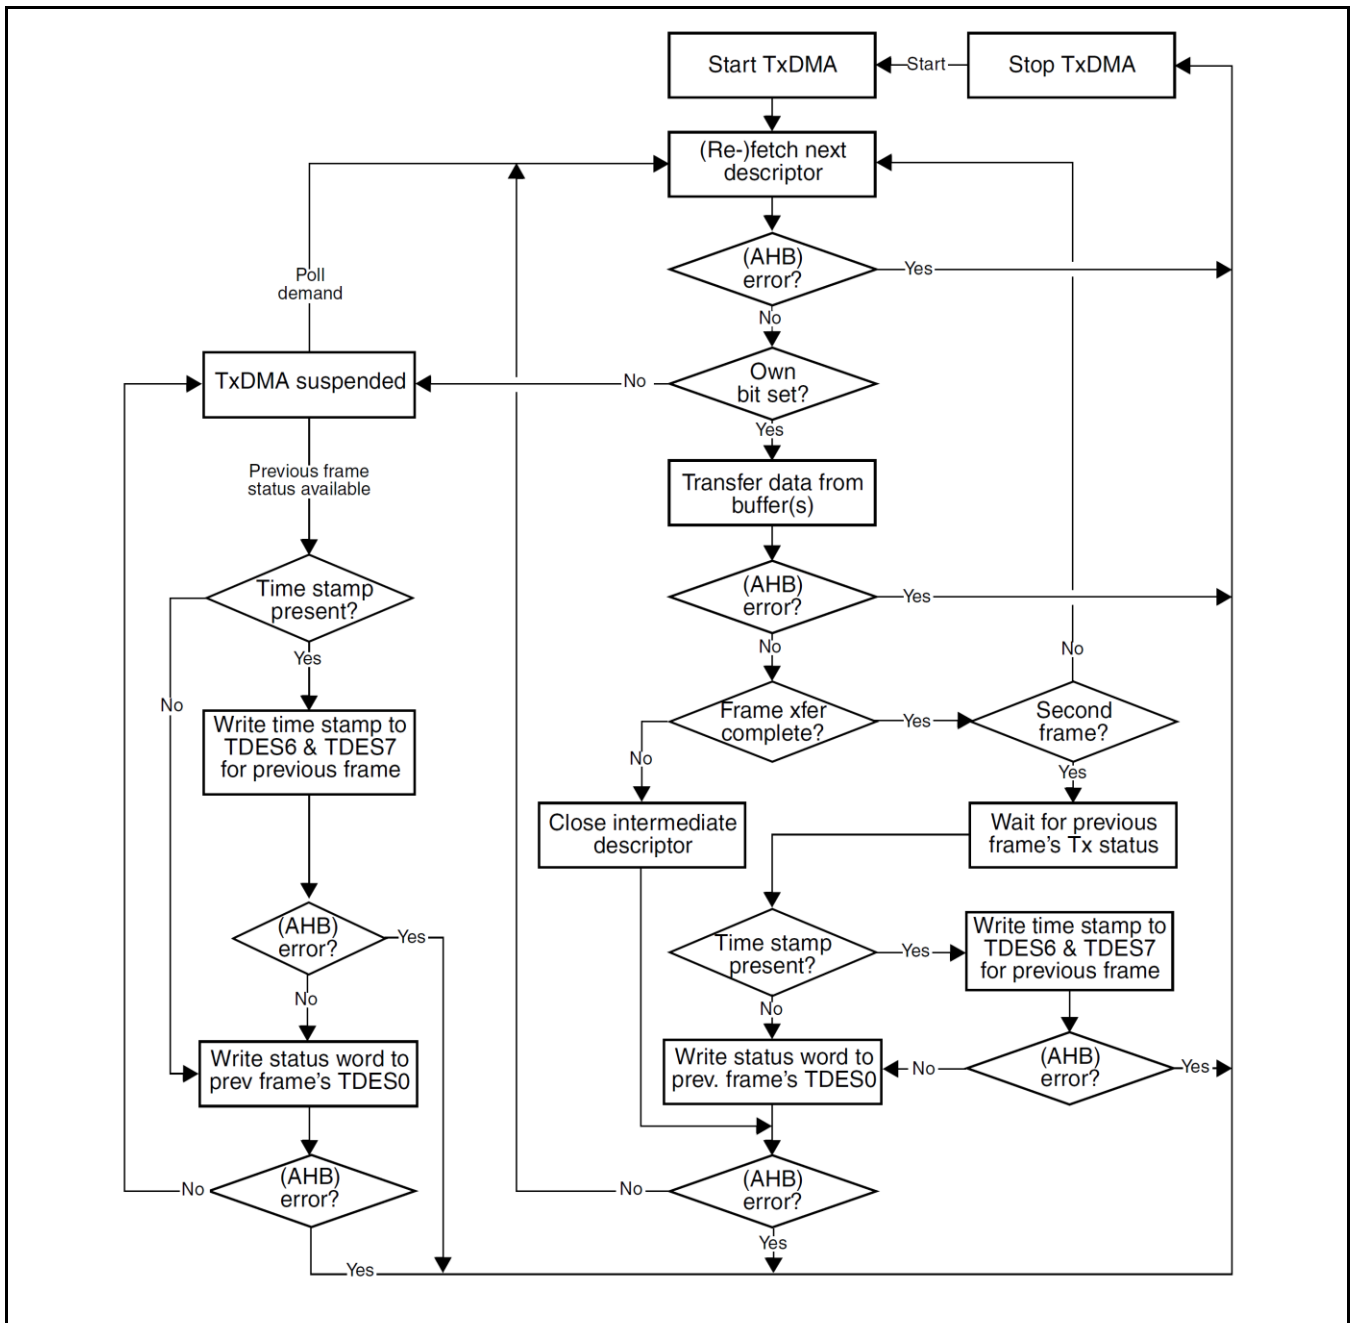 Start TxDMA
Start
Stop TxDMA
(Re-)fetch next
descriptor
(AHB)
error?
Yes
No
Poll
demand
TxDMA suspended
No
Own
bit set?
Yes
Previous frame
status available
Transfer data from
buffer(s)
Time stamp
present?
(AHB)
error?
Yes
No
Yes
No
No
Write time stamp to
TDES6 & TDES7
for previous frame
Frame xfer
complete?
Yes
Second
frame?
No
Yes
Close intermediate
descriptor
Wait for previous
frame's Tx status
(AHB)
error?
Yes
Time stamp
present?
Yes
Write time stamp to
TDES6 & TDES7
for previous frame
No
No
Write status word to
prev frame's TDES0
Write status word to
prev. frame's TDES0
No
(AHB)
error?
Yes
No
(AHB)
error?
No
(AHB)
error?
Yes
Yes